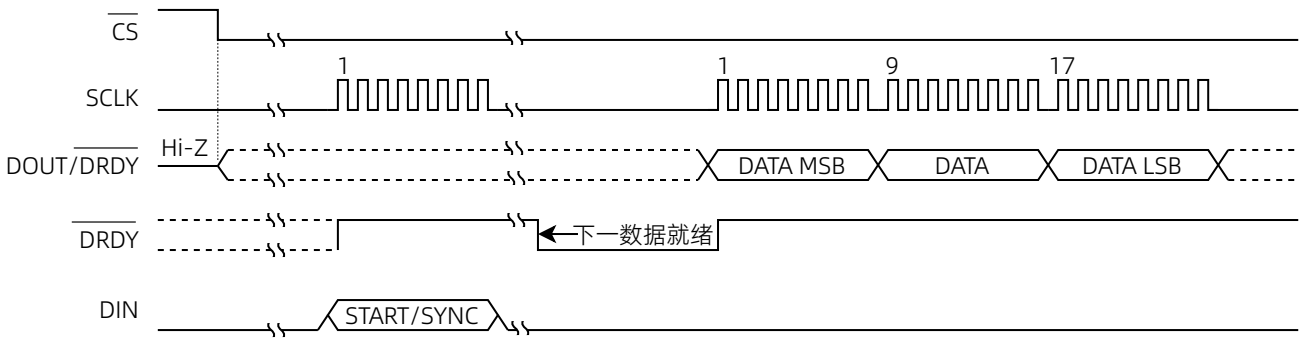 CS
1 1 9 17
SCLK
Hi-Z
DOUT/DRDY DATA MSB DATA DATA LSB
DRDY 下一数据就绪
DIN START/SYNC